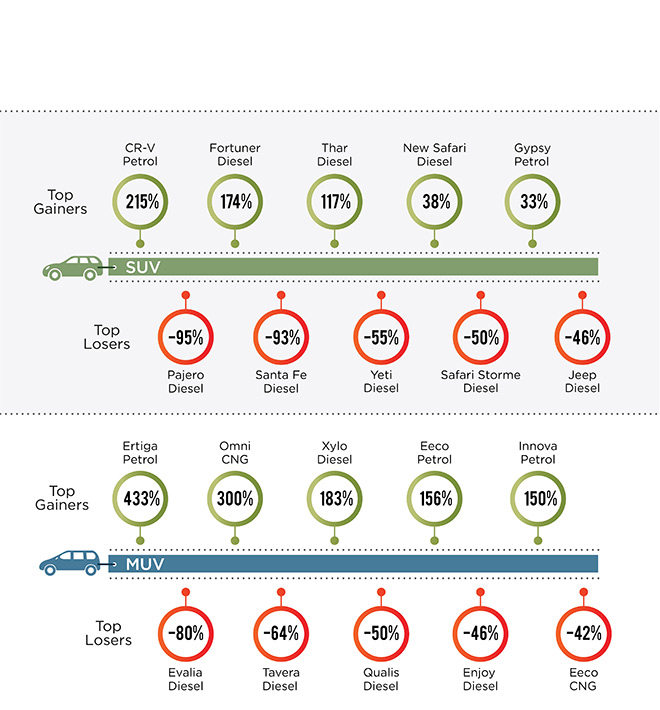 CR-V
Petrol
Fortuner
Diesel
Thar
Diesel
New Safari
Diesel
Gypsy
Petrol
Top
Gainers
215%
174%
117%
38%
33%
SUV
Top
Losers
-95%
-93%
-55%
-50%
-46%
Pajero
Diesel
Santa Fe
Diesel
Yeti
Diesel
Safari Storme
Diesel
Jeep
Diesel
Ertiga
Petrol
Omni
CNG
Xylo
Diesel
Eeco
Petrol
Innova
Petrol
Top
Gainers
433%
300%
183%
156%
150%
MUV
Top
Losers
-80%
-64%
-50%
-46%
-42%
Evalia
Diesel
Tavera
Diesel
Qualis
Diesel
Enjoy
Diesel
Eeco
CNG